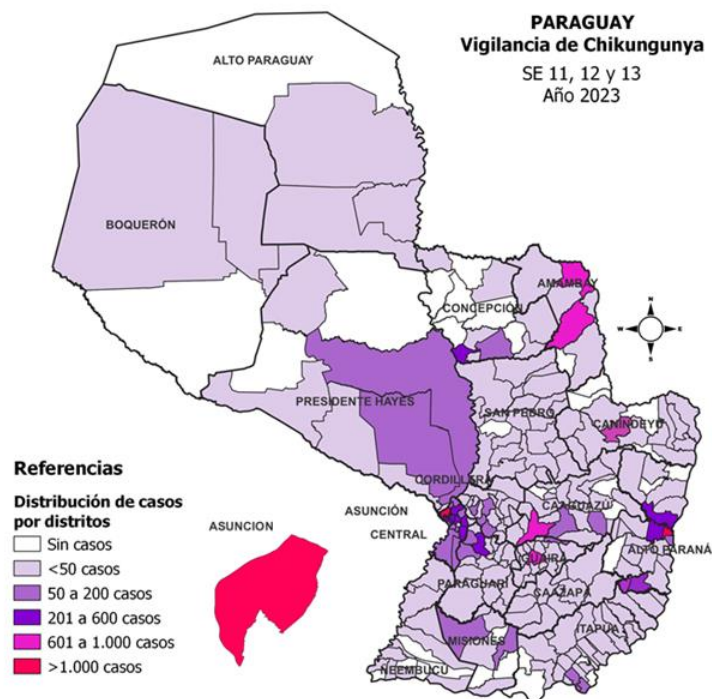 PARAGUAY
Vigilancia de Chikungunya
SE 11, 12 y 13
Año 2023
ALTO PARAGUAY
BOQUERÓN
AMAMBAY
CONCEPCIÓN
N
W
E
S
PRESIDENTE HAYES
SAN PEDRO
CANINDEYÚ
CORDILLERA
Referencias
Distribución de casos
por distritos
Sin casos
<50 casos
50 a 200 casos
201 a 600 casos
601 a 1.000 casos
>1.000 casos
ASUNCION
ASUNCIÓN
CENTRAL
CAAGUAZÚ
ALTO PARANÁ
GUAIRÁ
PARAGUARÍ
CAAZAPÁ
ITAPÚA
MISIONES
ÑEEMBUCÚ